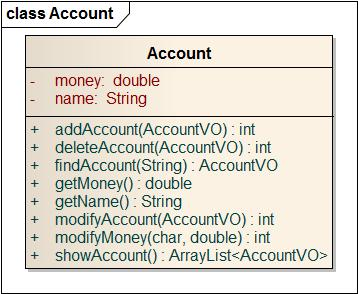 class Account
Account
- money: double
- name: String
+ addAccount(AccountVO) : int
+ deleteAccount(AccountVO) : int
+ findAccount(String) : AccountVO
+ getMoney() : double
+ getName() : String
+ modifyAccount(AccountVO) : int
+ modifyMoney(char, double) : int
+ showAccount() : ArrayList<AccountVO>